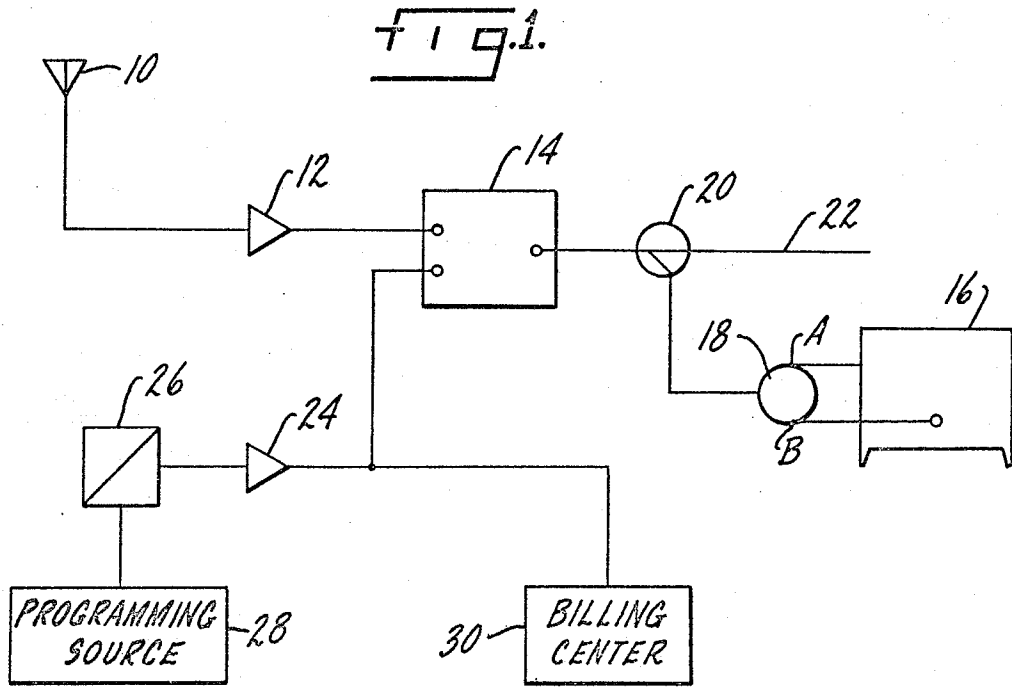 Fig.1.
10
12
14
20
22
16
18
A
B
26
24
PROGRAMMING
SOURCE
28
30
BILLING
CENTER